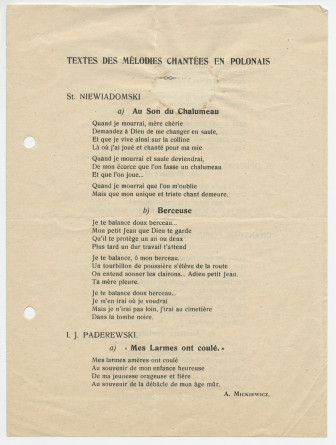 TEXTES DES MÉLODIES CHANTÉES EN POLONAIS
St. NIEWIADOMSKI
a) Au Son du Chalumeau
Quand je mourrai, mère chérie
Demandez à Dieu de me changer en saule,
Et que je vive ainsi sur la colline
Là où j'ai joué et chanté pour ma mie.
Quand je mourrai et saule deviendrai,
De mon écorce que l'on fasse un chalumeau
Et que l'on joue...
Quand je mourrai que l'on m'oublie
Mais que mon unique et triste chant demeure.
b) Berceuse
Je te balance doux berceau...
Mon petit Jean que Dieu te garde
Qu'il te protège un an ou deux
Plus tard un dur travail t'attend
Je te balance, ô mon berceau.
Un tourbillon de poussière s'élève de la route
On entend sonner les clairons... Adieu petit Jean.
Ta mère pleure.
Je te balance doux berceau...
Je m'en irai où je voudrai
Mais je n'irai pas loin, j'irai au cimetière
Dans la tombe noire.
I. J. PADEREWSKI
a) « Mes Larmes ont coulé. »
Mes larmes amères ont coulé
Au souvenir de mon enfance heureuse
De ma jeunesse orageuse et fière
Au souvenir de la débâcle de mon âge mûr.
A. Mickiewicz.